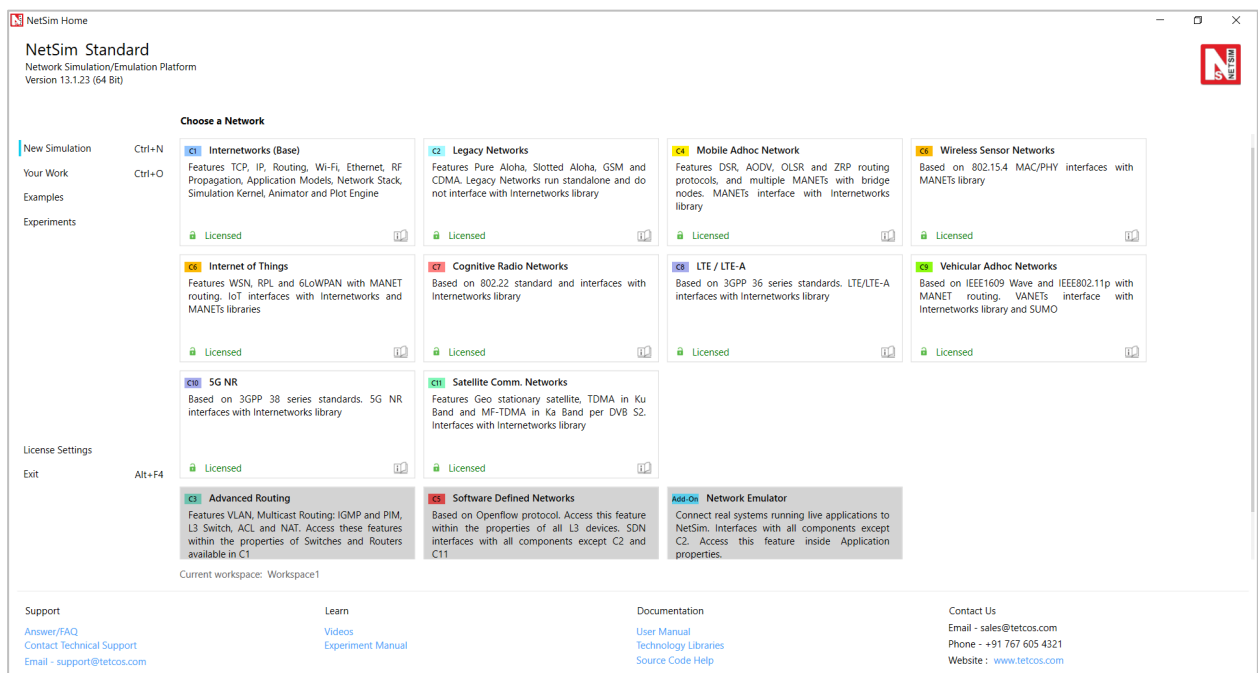 NetSim Home
NetSim Standard
Network Simulation/Emulation Platform
Version 13.1.23 (64 Bit)
NETSIM
N
S
Choose a Network
New Simulation Ctrl+N
Your Work Ctrl+O
Examples
Experiments
License Settings
Exit Alt+F4
C1 Internetworks (Base)
Features TCP, IP, Routing, Wi-Fi, Ethernet, RF
Propagation, Application Models, Network Stack,
Simulation Kernel, Animator and Plot Engine
Licensed
C2 Legacy Networks
Features Pure Aloha, Slotted Aloha, GSM and
CDMA. Legacy Networks run standalone and do
not interface with Internetworks library
Licensed
C4 Mobile Adhoc Network
Features DSR, AODV, OLSR and ZRP routing
protocols, and multiple MANETs with bridge
nodes. MANETs interface with Internetworks
library
Licensed
C6 Wireless Sensor Networks
Based on 802.15.4 MAC/PHY interfaces with
MANETs library
Licensed
C6 Internet of Things
Features WSN, RPL and 6LoWPAN with MANET
routing. IoT interfaces with Internetworks and
MANETs libraries
Licensed
C7 Cognitive Radio Networks
Based on 802.22 standard and interfaces with
Internetworks library
Licensed
C8 LTE / LTE-A
Based on 3GPP 36 series standards. LTE/LTE-A
interfaces with Internetworks library
Licensed
C9 Vehicular Adhoc Networks
Based on IEEE1609 Wave and IEEE802.11p with
MANET routing. VANETs interface with
Internetworks library and SUMO
Licensed
C10 5G NR
Based on 3GPP 38 series standards. 5G NR
interfaces with Internetworks library
Licensed
C11 Satellite Comm. Networks
Features Geo stationary satellite, TDMA in Ku
Band and MF-TDMA in Ka Band per DVB S2.
Interfaces with Internetworks library
Licensed
C3 Advanced Routing
Features VLAN, Multicast Routing: IGMP and PIM,
L3 Switch, ACL and NAT. Access these features
within the properties of Switches and Routers
available in C1
C5 Software Defined Networks
Based on Openflow protocol. Access this feature
within the properties of all L3 devices. SDN
interfaces with all components except C2 and
C11
Add-On Network Emulator
Connect real systems running live applications to
NetSim. Interfaces with all components except
C2. Access this feature inside Application
properties.
Current workspace: Workspace1
Support
Answer/FAQ
Contact Technical Support
Email - support@tetcos.com
Learn
Videos
Experiment Manual
Documentation
User Manual
Technology Libraries
Source Code Help
Contact Us
Email - sales@tetcos.com
Phone - +91 767 605 4321
Website : www.tetcos.com